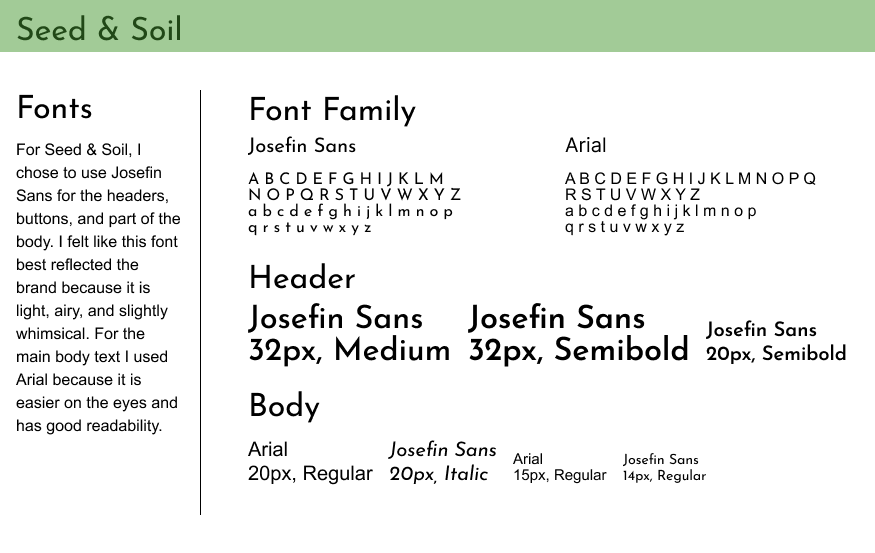 Seed & Soil
Fonts
For Seed & Soil, I
chose to use Josefin
Sans for the headers,
buttons, and part of the
body. I felt like this font
best reflected the
brand because it is
light, airy, and slightly
whimsical. For the
main body text I used
Arial because it is
easier on the eyes and
has good readability.
Font Family
Josefin Sans
A B C D E F G H I J K L M
N O P Q R S T U V W X Y Z
a b c d e f g h i j k l m n o p
q r s t u v w x y z
Arial
A B C D E F G H I J K L M N O P Q
R S T U V W X Y Z
a b c d e f g h i j k l m n o p
q r s t u v w x y z
Header
Josefin Sans
32px, Medium
Josefin Sans
32px, Semibold
Josefin Sans
20px, Semibold
Body
Arial
20px, Regular
Josefin Sans
20px, Italic
Arial
15px, Regular
Josefin Sans
14px, Regular